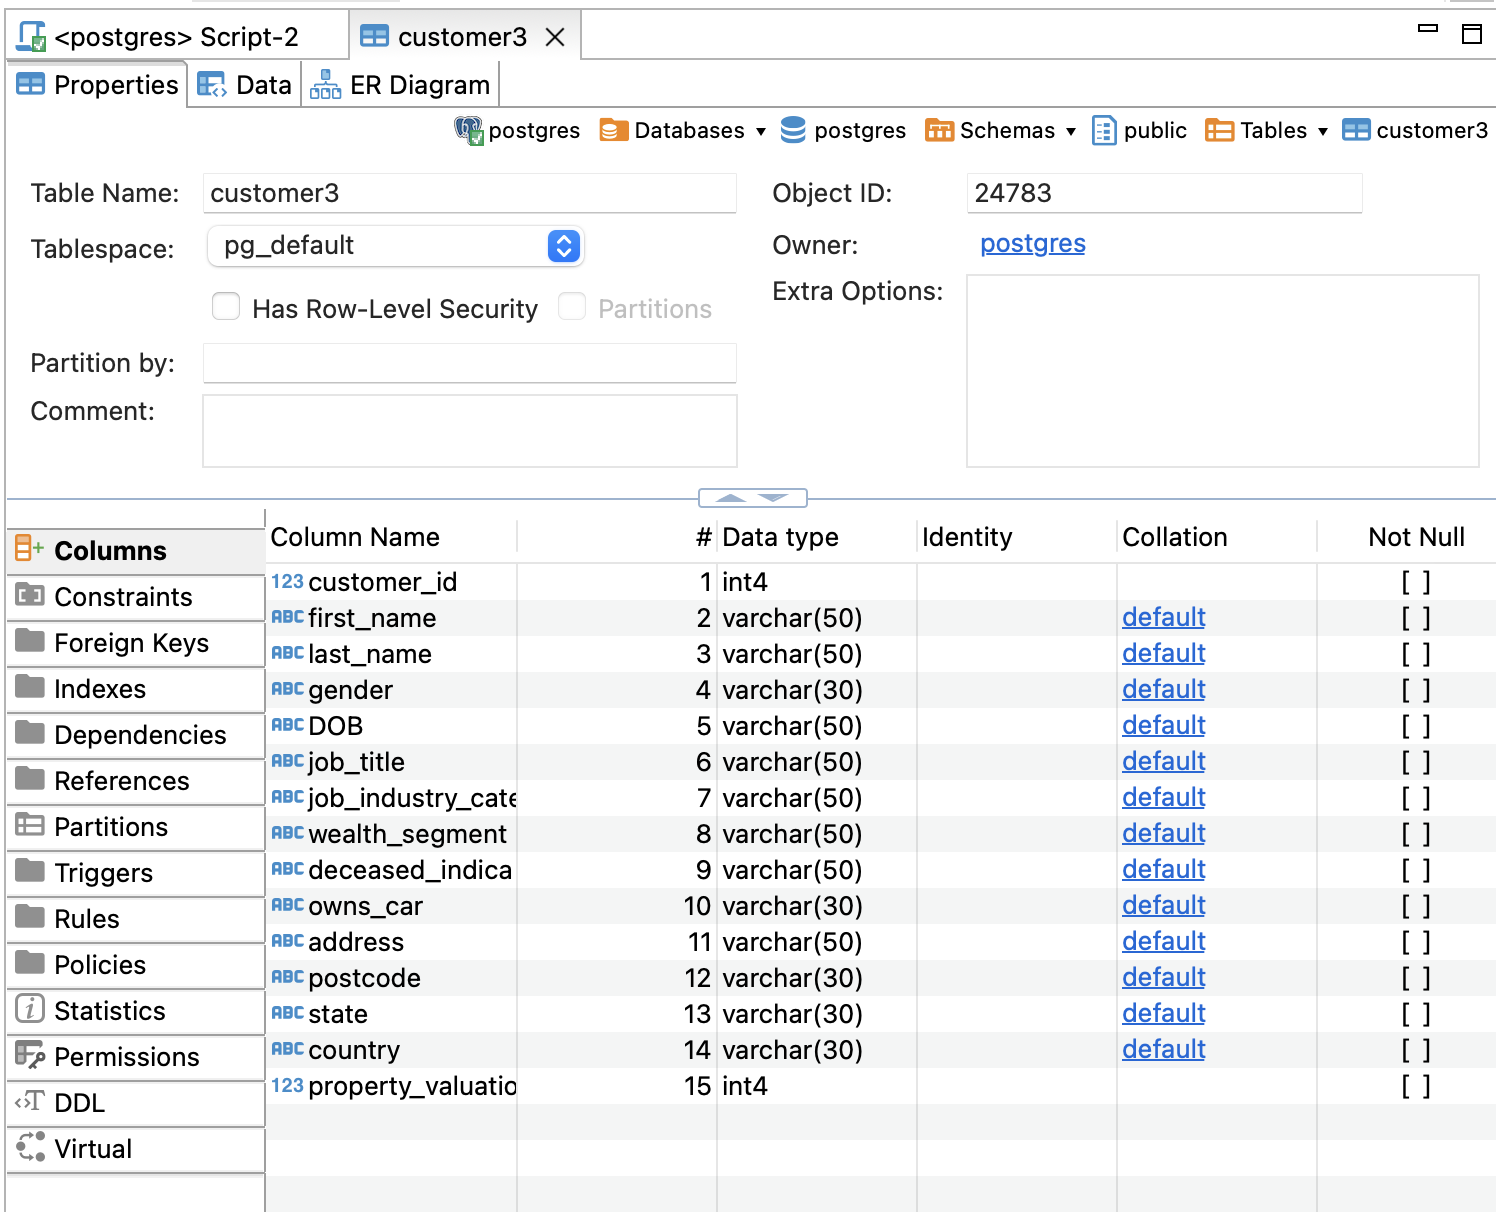 <postgres> Script-2
customer3
Properties
Data
ER Diagram
postgres Databases postgres Schemas public Tables customer3
Table Name: customer3
Object ID: 24783
Tablespace: pg_default
Owner: postgres
Has Row-Level Security Partitions
Extra Options:
Partition by:
Comment:
Columns
Constraints
Foreign Keys
Indexes
Dependencies
References
Partitions
Triggers
Rules
Policies
Statistics
Permissions
DDL
Virtual
Column Name # Data type Identity Collation Not Null
123 customer_id 1 int4 [ ]
ABC first_name 2 varchar(50) default [ ]
ABC last_name 3 varchar(50) default [ ]
ABC gender 4 varchar(30) default [ ]
ABC DOB 5 varchar(50) default [ ]
ABC job_title 6 varchar(50) default [ ]
ABC job_industry_cate 7 varchar(50) default [ ]
ABC wealth_segment 8 varchar(50) default [ ]
ABC deceased_indica 9 varchar(50) default [ ]
ABC owns_car 10 varchar(30) default [ ]
ABC address 11 varchar(50) default [ ]
ABC postcode 12 varchar(30) default [ ]
ABC state 13 varchar(30) default [ ]
ABC country 14 varchar(30) default [ ]
123 property_valuatio 15 int4 [ ]